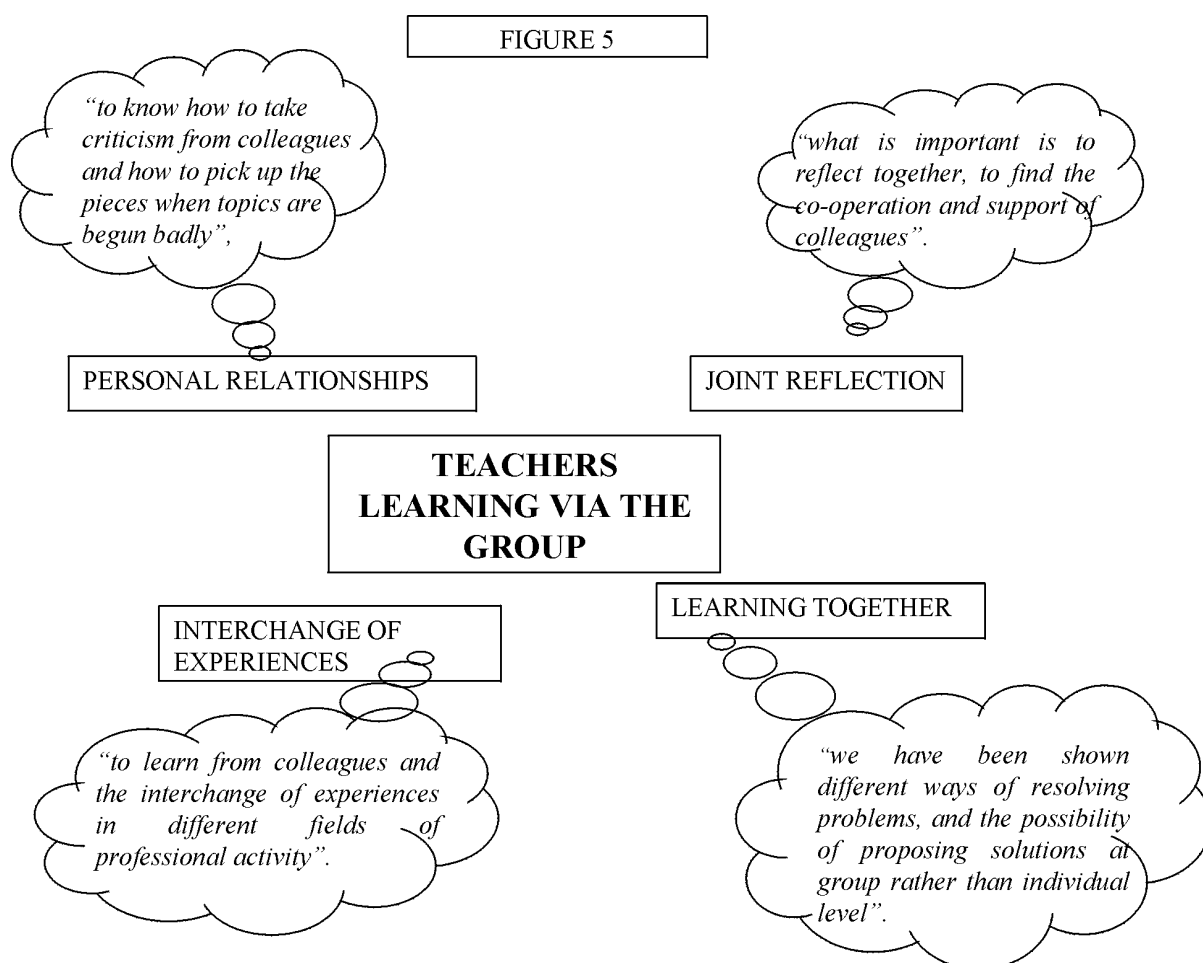 FIGURE 5
“to know how to take
criticism from colleagues
and how to pick up the
pieces when topics are
begun badly”,
“what is important is to
reflect together, to find the
co-operation and support of
colleagues”.
PERSONAL RELATIONSHIPS
JOINT REFLECTION
TEACHERS
LEARNING VIA THE
GROUP
INTERCHANGE OF
EXPERIENCES
LEARNING TOGETHER
“to learn from colleagues and
the interchange of experiences
in different fields of
professional activity”.
“we have been shown
different ways of resolving
problems, and the possibility
of proposing solutions at
group rather than individual
level”.